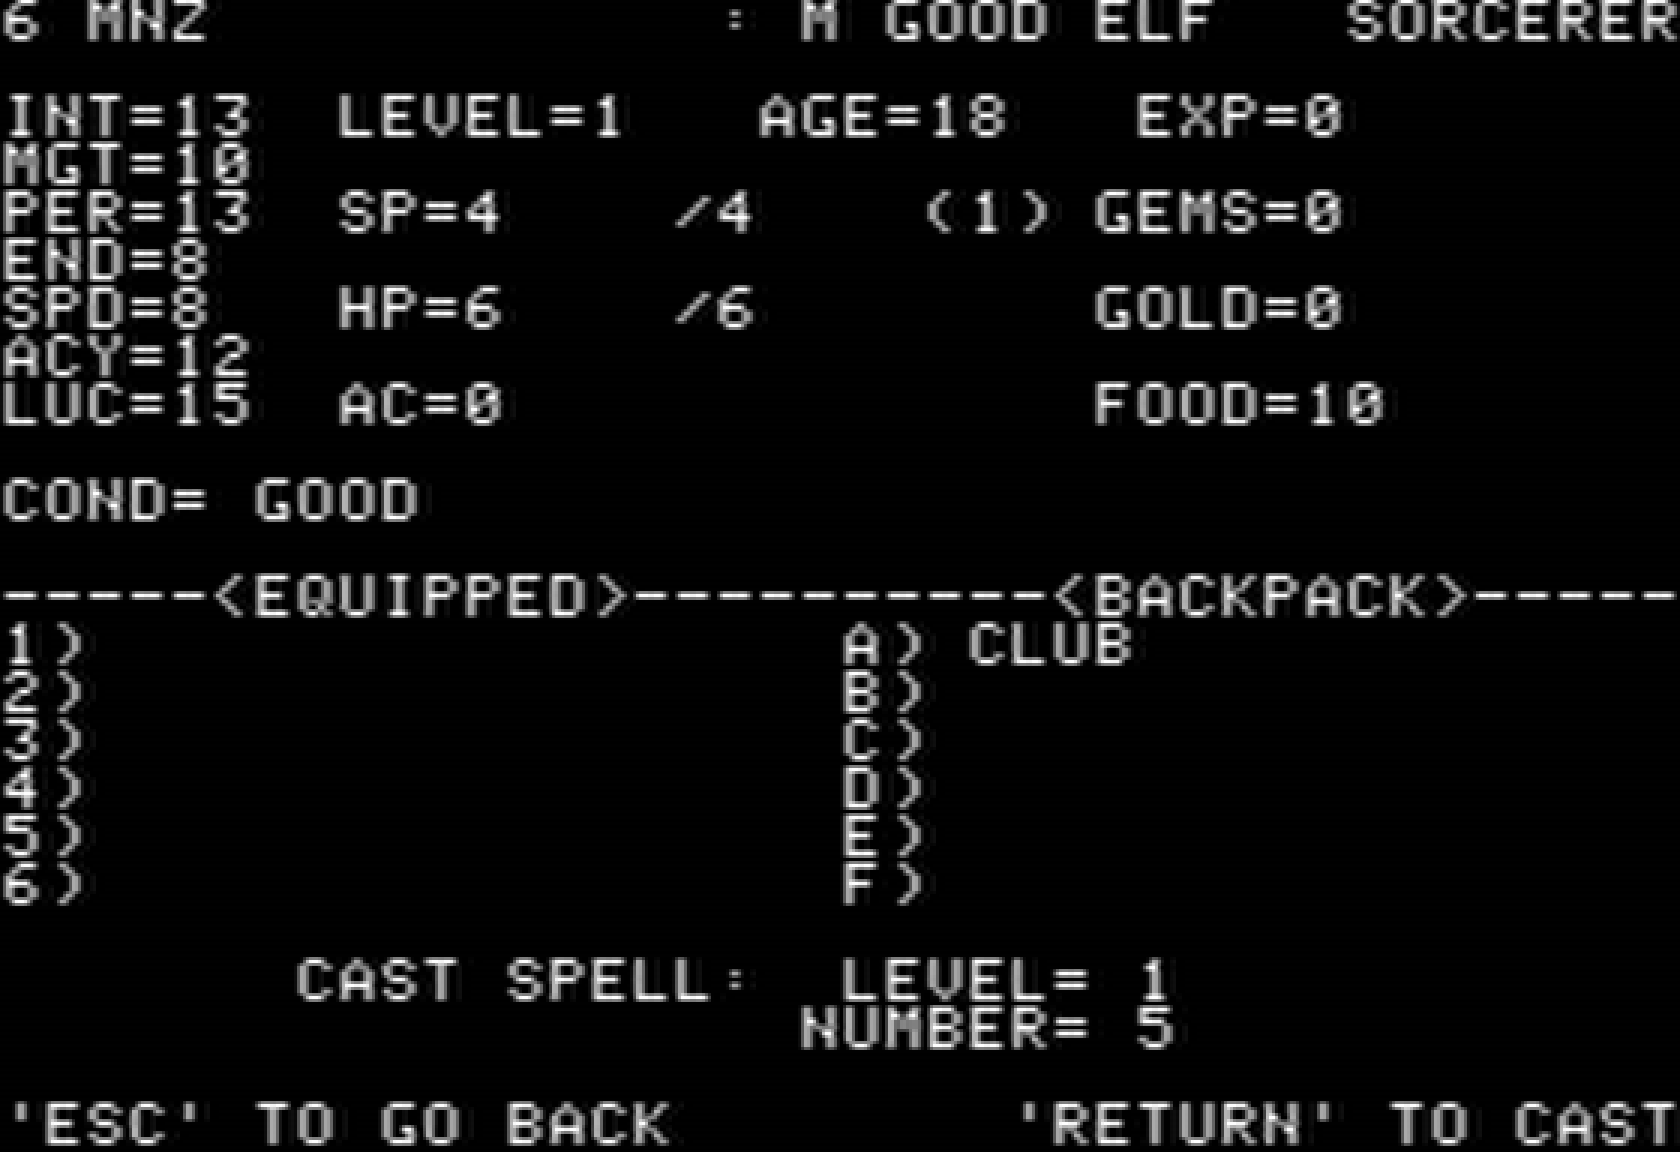 6 MNZ : M GOOD ELF SORCERER
INT=13 LEVEL=1 AGE=18 EXP=0
MGT=10
PER=13 SP=4 /4 (1) GEMS=0
END=8
SPD=8 HP=6 /6 GOLD=0
ACY=12
LUC=15 AC=0 FOOD=10
COND= GOOD
-----<EQUIPPED>----------<BACKPACK>-----
1) A) CLUB
2) B)
3) C)
4) D)
5) E)
6) F)
CAST SPELL: LEVEL= 1
NUMBER= 5
'ESC' TO GO BACK 'RETURN' TO CAST